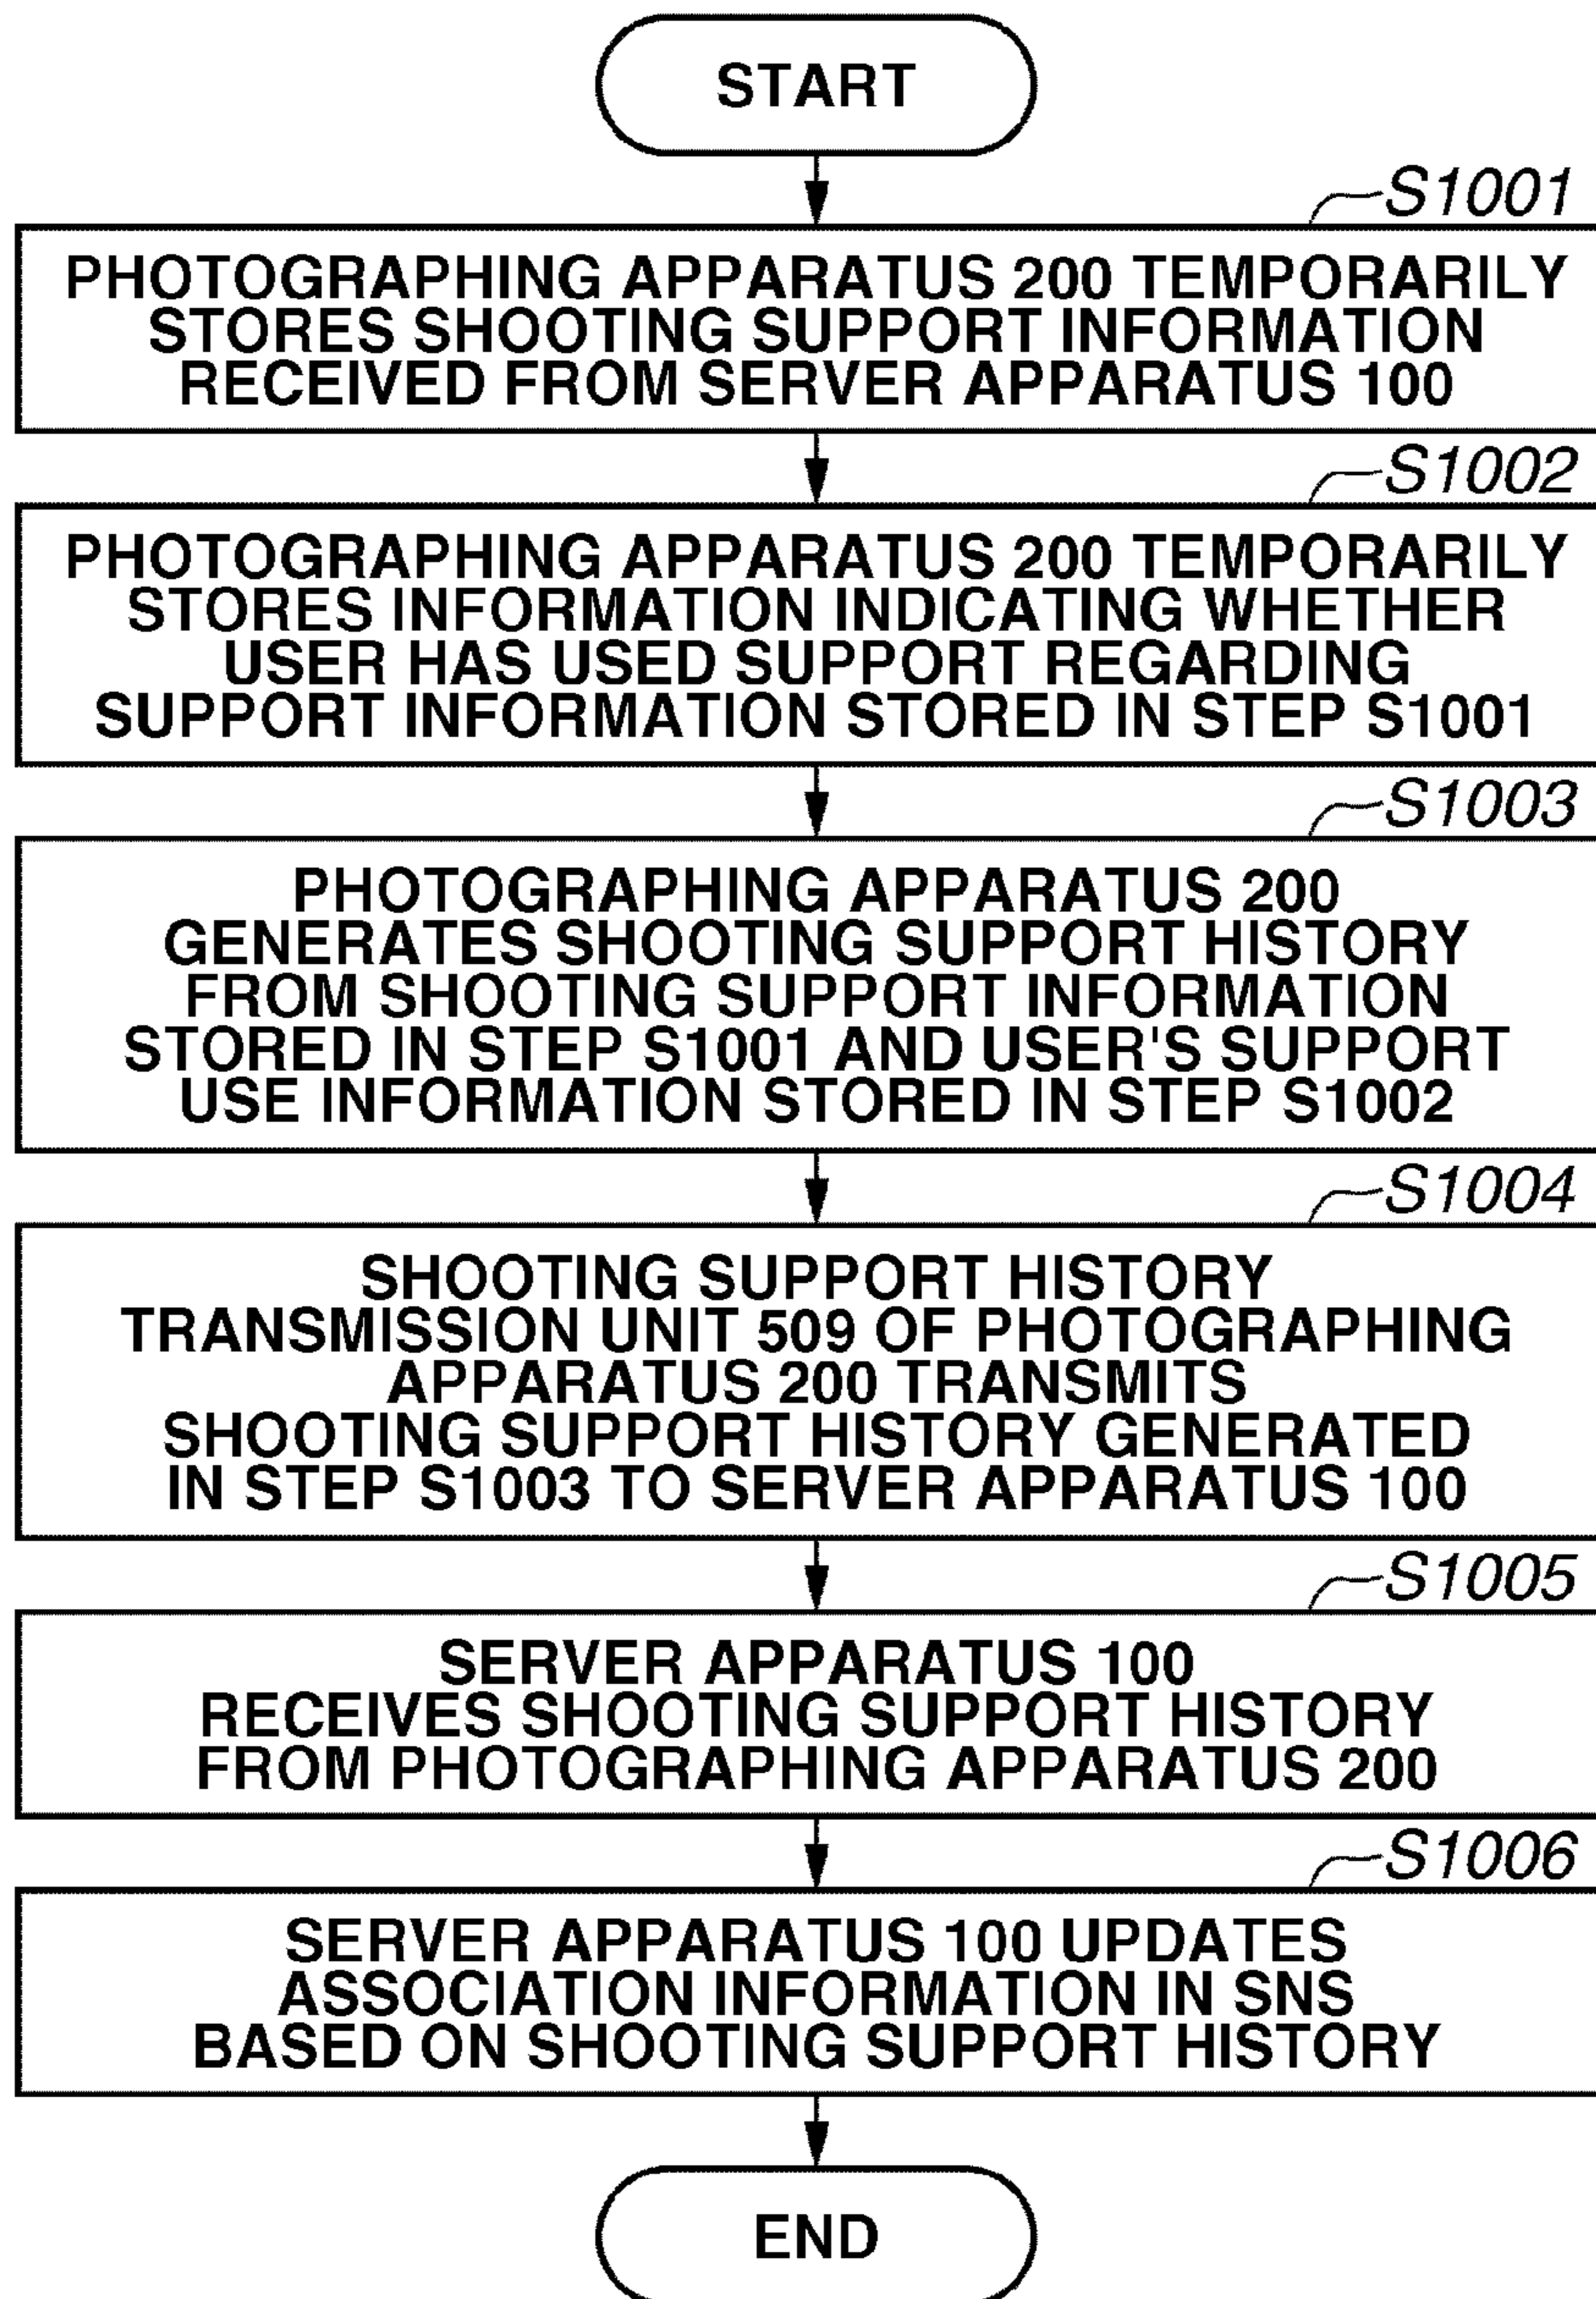 START
S1001
PHOTOGRAPHING APPARATUS 200 TEMPORARILY
STORES SHOOTING SUPPORT INFORMATION
RECEIVED FROM SERVER APPARATUS 100
S1002
PHOTOGRAPHING APPARATUS 200 TEMPORARILY
STORES INFORMATION INDICATING WHETHER
USER HAS USED SUPPORT REGARDING
SUPPORT INFORMATION STORED IN STEP S1001
S1003
PHOTOGRAPHING APPARATUS 200
GENERATES SHOOTING SUPPORT HISTORY
FROM SHOOTING SUPPORT INFORMATION
STORED IN STEP S1001 AND USER'S SUPPORT
USE INFORMATION STORED IN STEP S1002
S1004
SHOOTING SUPPORT HISTORY
TRANSMISSION UNIT 509 OF PHOTOGRAPHING
APPARATUS 200 TRANSMITS
SHOOTING SUPPORT HISTORY GENERATED
IN STEP S1003 TO SERVER APPARATUS 100
S1005
SERVER APPARATUS 100
RECEIVES SHOOTING SUPPORT HISTORY
FROM PHOTOGRAPHING APPARATUS 200
S1006
SERVER APPARATUS 100 UPDATES
ASSOCIATION INFORMATION IN SNS
BASED ON SHOOTING SUPPORT HISTORY
END